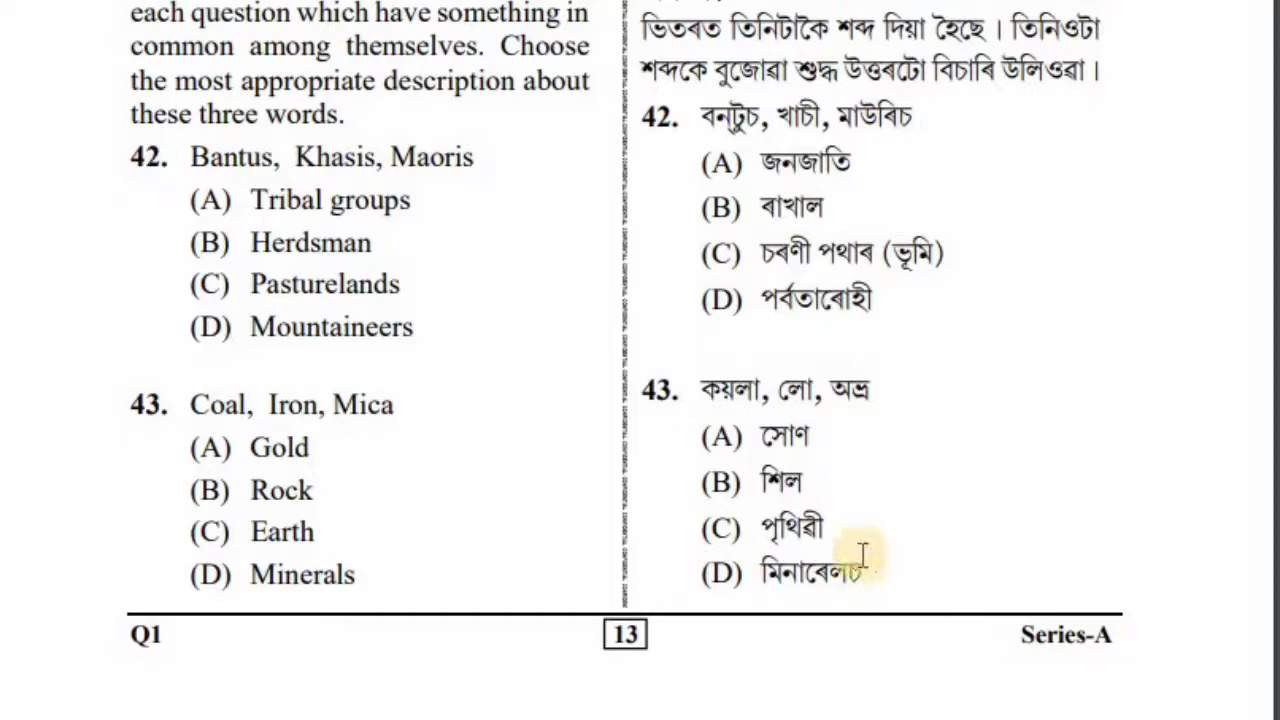 each question which have something in
common among themselves. Choose
the most appropriate description about
these three words.
42. Bantus, Khasis, Maoris
(A) Tribal groups
(B) Herdsman
(C) Pasturelands
(D) Mountaineers
43. Coal, Iron, Mica
(A) Gold
(B) Rock
(C) Earth
(D) Minerals
ভিতৰত তিনিটাকৈ শব্দ দিয়া হৈছে। তিনিওটা
শব্দকে বুজোৱা শুদ্ধ উত্তৰটো বিচাৰি উলিওৱা।
42. বন্টুচ, খাচী, মাউৰিচ
(A) জনজাতি
(B) ৰাখাল
(C) চৰণী পথাৰ (ভূমি)
(D) পৰ্বতাৰোহী
43. কয়লা, লো, অভ্ৰ
(A) সোণ
(B) শিল
(C) পৃথিৱী
(D) মিনাৰেলচ
Q1 13 Series-A